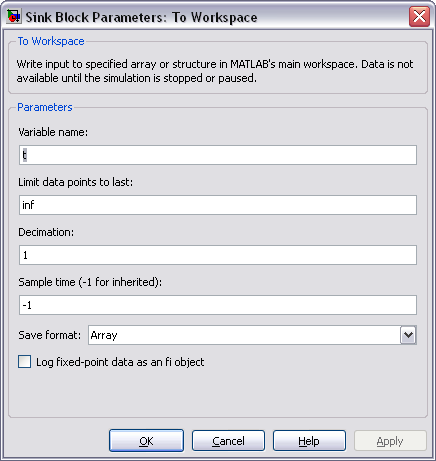 Sink Block Parameters: To Workspace
To Workspace
Write input to specified array or structure in MATLAB's main workspace. Data is not
available until the simulation is stopped or paused.
Parameters
Variable name:
t
Limit data points to last:
inf
Decimation:
1
Sample time (-1 for inherited):
-1
Save format: Array
Log fixed-point data as an fi object
OK Cancel Help Apply